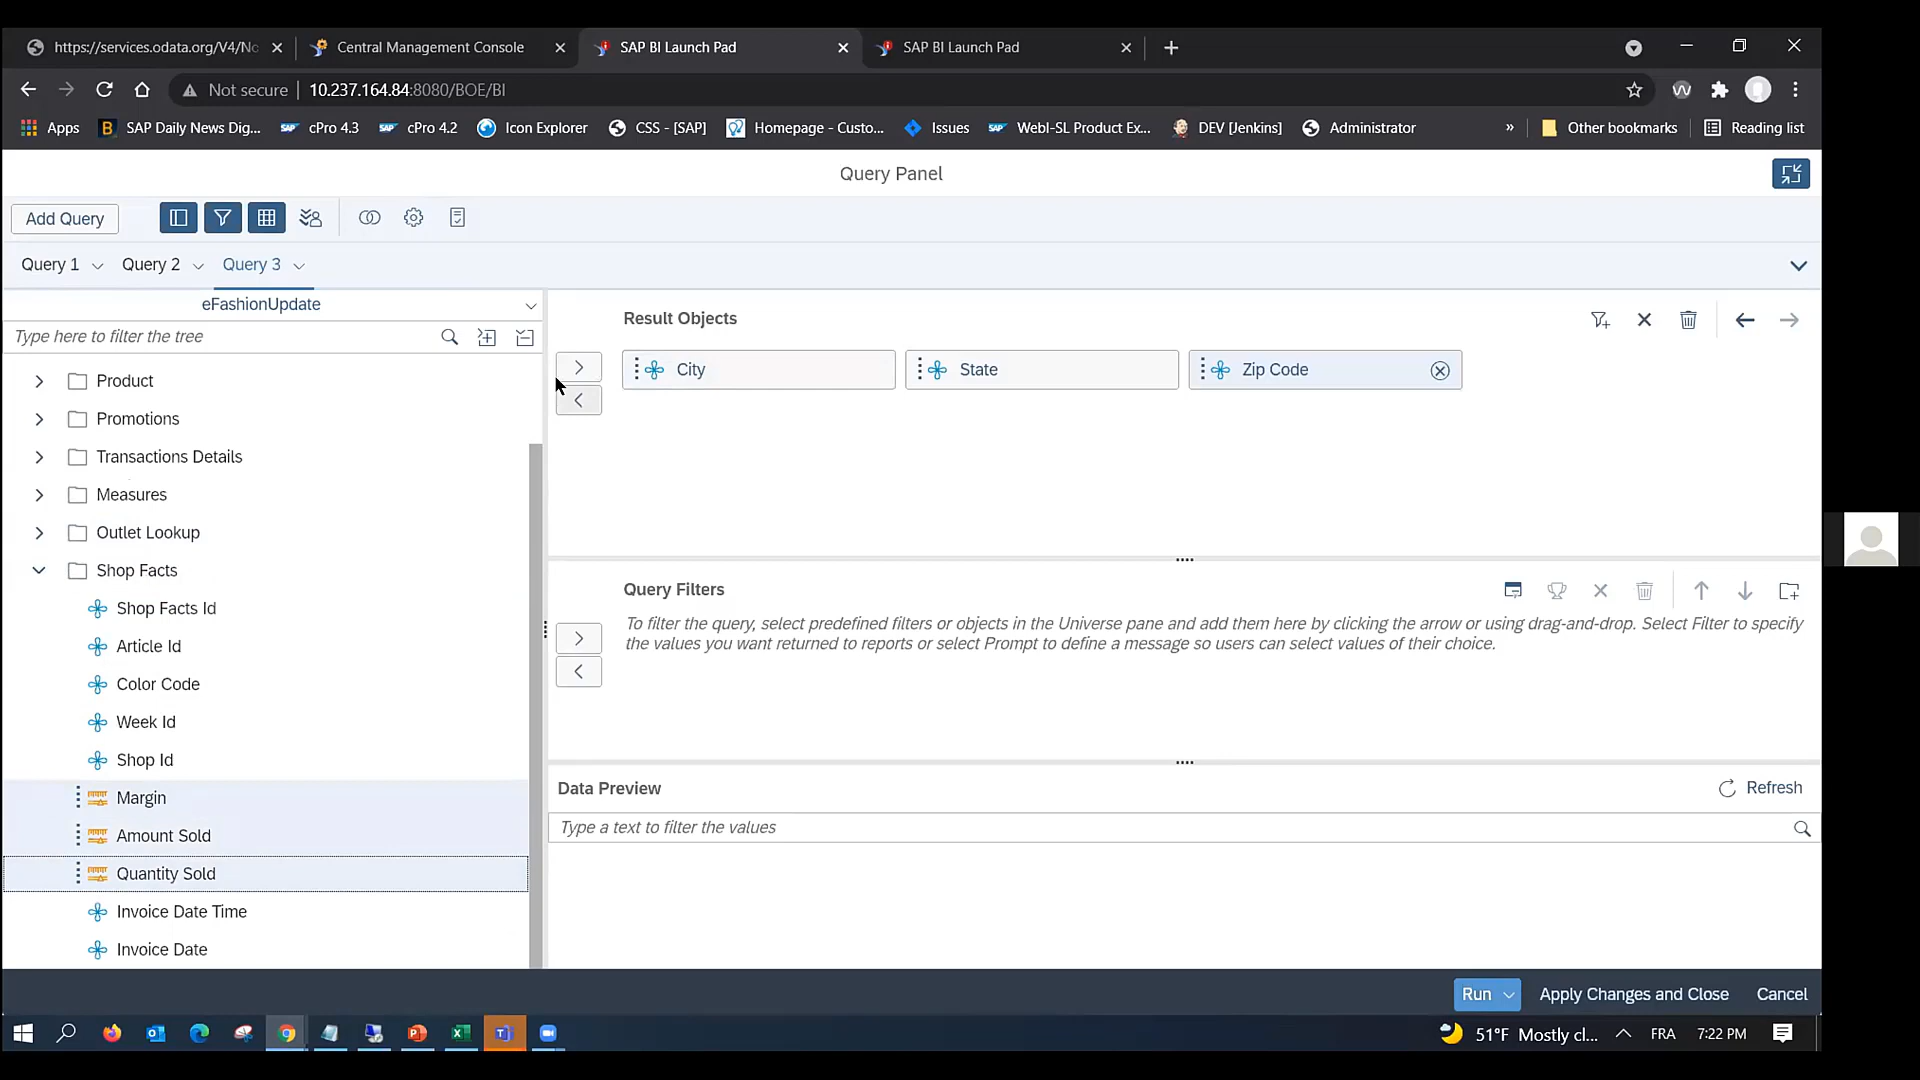 https://services.odata.org/V4/No
Central Management Console
SAP BI Launch Pad
SAP BI Launch Pad
Not secure
10.237.164.84:8080/BOE/BI
Apps
SAP Daily News Dig...
cPro 4.3
cPro 4.2
Icon Explorer
CSS - [SAP]
Homepage - Custo...
Issues
WebI-SL Product Ex...
DEV [Jenkins]
Administrator
»
Other bookmarks
Reading list
Query Panel
Add Query
Query 1
Query 2
Query 3
eFashionUpdate
Type here to filter the tree
Product
Promotions
Transactions Details
Measures
Outlet Lookup
Shop Facts
Shop Facts Id
Article Id
Color Code
Week Id
Shop Id
Margin
Amount Sold
Quantity Sold
Invoice Date Time
Invoice Date
Result Objects
City
State
Zip Code
Query Filters
To filter the query, select predefined filters or objects in the Universe pane and add them here by clicking the arrow or using drag-and-drop. Select Filter to specify
the values you want returned to reports or select Prompt to define a message so users can select values of their choice.
Data Preview
Refresh
Type a text to filter the values
Run
Apply Changes and Close
Cancel
51°F Mostly cl...
FRA
7:22 PM